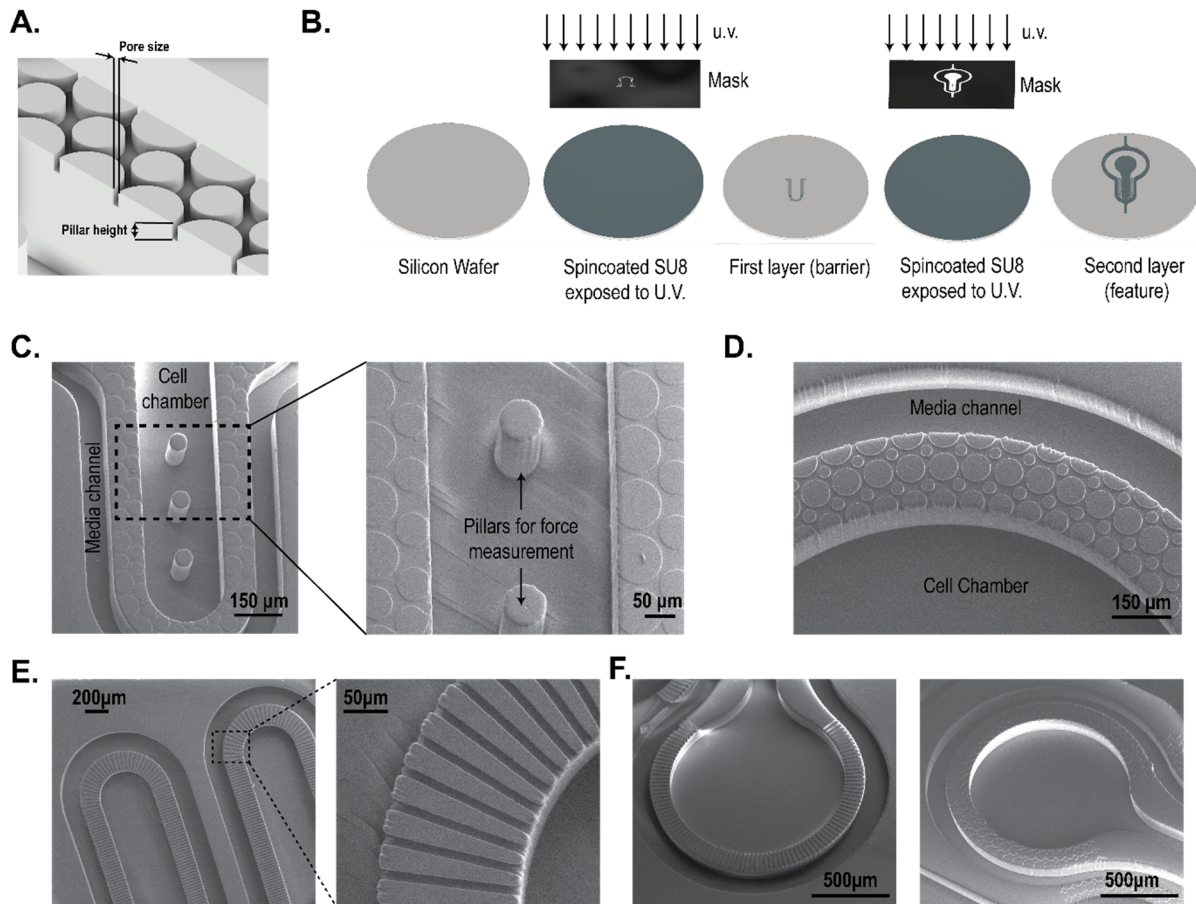 A.
Pore size
Pillar height
B.
u.v.
Mask
u.v.
Mask
Silicon Wafer
Spincoated SU8
exposed to U.V.
First layer (barrier)
Spincoated SU8
exposed to U.V.
Second layer
(feature)
C.
Cell
chamber
Media channel
150 µm
Pillars for force
measurement
50 µm
D.
Media channel
Cell Chamber
150 µm
E.
200µm
50µm
F.
500µm
500µm